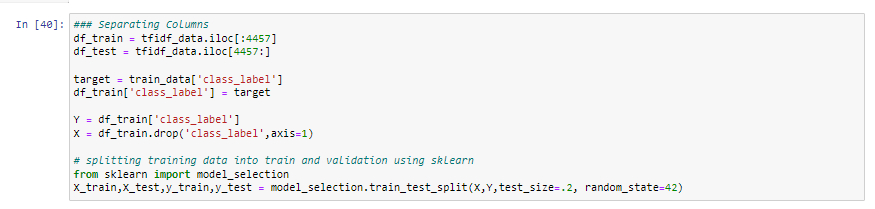 In [40]: ### Separating Columns
df_train = tfidf_data.iloc[:4457]
df_test = tfidf_data.iloc[4457:]
target = train_data['class_label']
df_train['class_label'] = target
Y = df_train['class_label']
X = df_train.drop('class_label',axis=1)
# splitting training data into train and validation using sklearn
from sklearn import model_selection
X_train,X_test,y_train,y_test = model_selection.train_test_split(X,Y,test_size=.2, random_state=42)